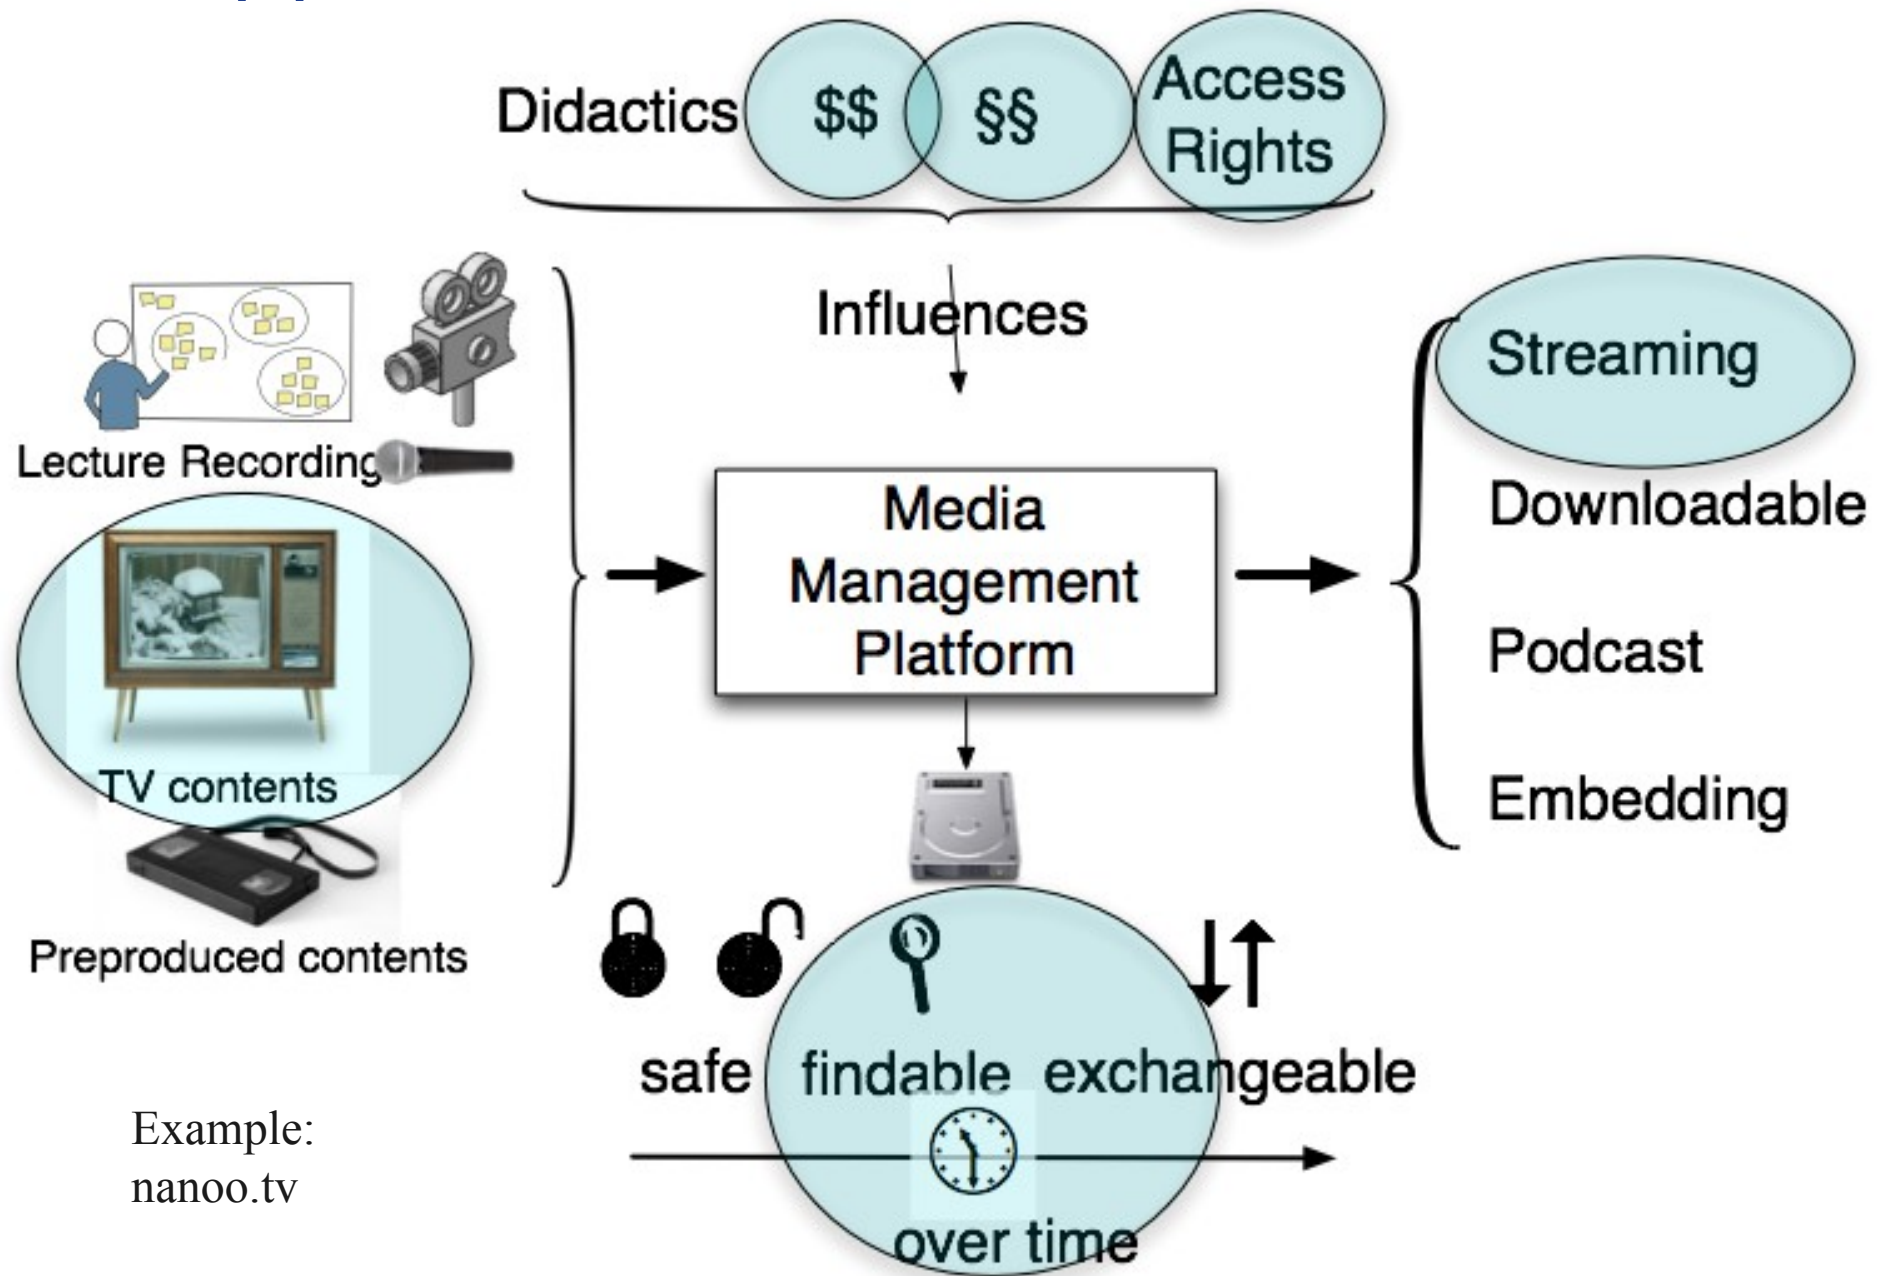 Didactics $$ §§ Access
Rights
Influences
Lecture Recording
TV contents
Preproduced contents
Media
Management
Platform
Streaming
Downloadable
Podcast
Embedding
safe findable exchangeable
over time
Example:
nanoo.tv